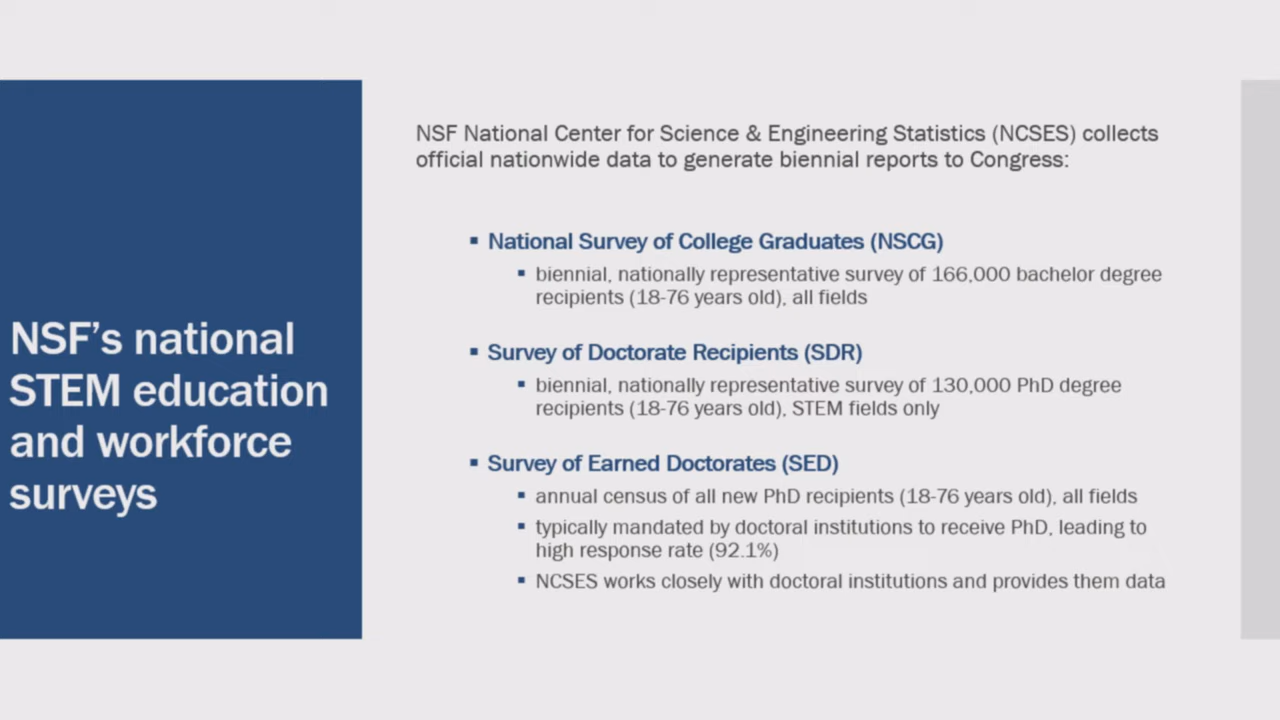 NSF's national
STEM education
and workforce
surveys
NSF National Center for Science & Engineering Statistics (NCSES) collects
official nationwide data to generate biennial reports to Congress:
▪ National Survey of College Graduates (NSCG)
▪ biennial, nationally representative survey of 166,000 bachelor degree
recipients (18-76 years old), all fields
▪ Survey of Doctorate Recipients (SDR)
▪ biennial, nationally representative survey of 130,000 PhD degree
recipients (18-76 years old), STEM fields only
▪ Survey of Earned Doctorates (SED)
▪ annual census of all new PhD recipients (18-76 years old), all fields
▪ typically mandated by doctoral institutions to receive PhD, leading to
high response rate (92.1%)
▪ NCSES works closely with doctoral institutions and provides them data